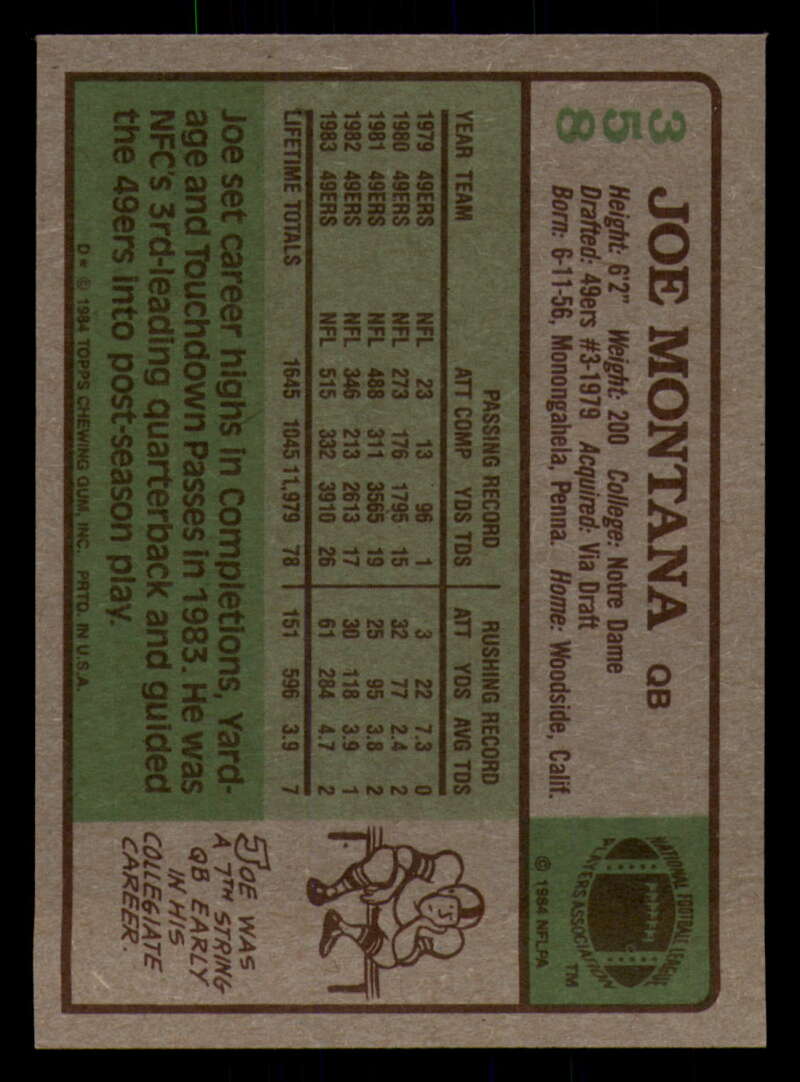 358
JOE MONTANA QB
Height: 6'2" Weight: 200 College: Notre Dame
Drafted: 49ers #3-1979 Acquired: Via Draft
Born: 6-11-56, Monongahela, Penna. Home: Woodside, Calif.
NATIONAL FOOTBALL LEAGUE
PLAYERS ASSOCIATION
TM
© 1984 NFLPA
PASSING RECORD RUSHING RECORD
YEAR TEAM ATT COMP YDS TDS ATT YDS AVG TDS
1979 49ERS NFL 23 13 96 1 3 22 7.3 0
1980 49ERS NFL 273 176 1795 15 32 77 2.4 2
1981 49ERS NFL 488 311 3565 19 25 95 3.8 2
1982 49ERS NFL 346 213 2613 17 30 118 3.9 1
1983 49ERS NFL 515 332 3910 26 61 284 4.7 2
LIFETIME TOTALS 1645 1045 11,979 78 151 596 3.9 7
Joe set career highs in Completions, Yard-
age and Touchdown Passes in 1983. He was
NFC's 3rd-leading quarterback and guided
the 49ers into post-season play.
D* © 1984 TOPPS CHEWING GUM, INC. PRTD. IN U.S.A.
JOE WAS
A 7TH STRING
QB EARLY
IN HIS
COLLEGIATE
CAREER.